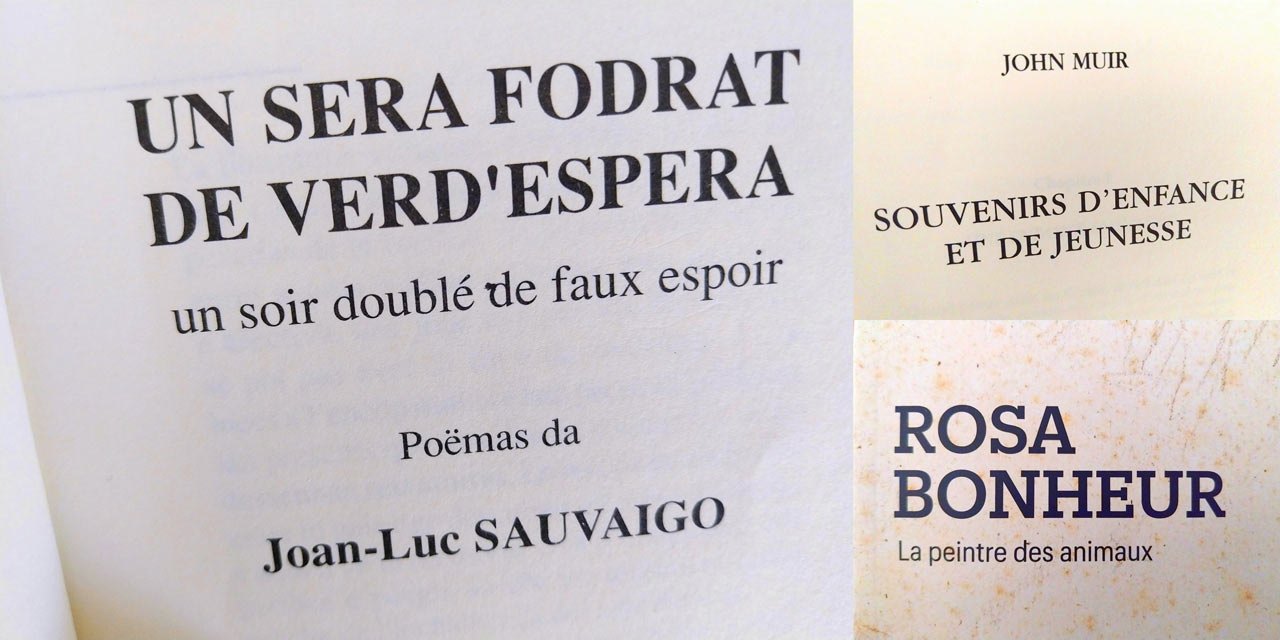 UN SERA FODRAT
DE VERD'ESPERA
un soir doublé de faux espoir
Poëmas da
Joan-Luc SAUVAIGO
JOHN MUIR
SOUVENIRS D’ENFANCE
ET DE JEUNESSE
ROSA
BONHEUR
La peintre des animaux